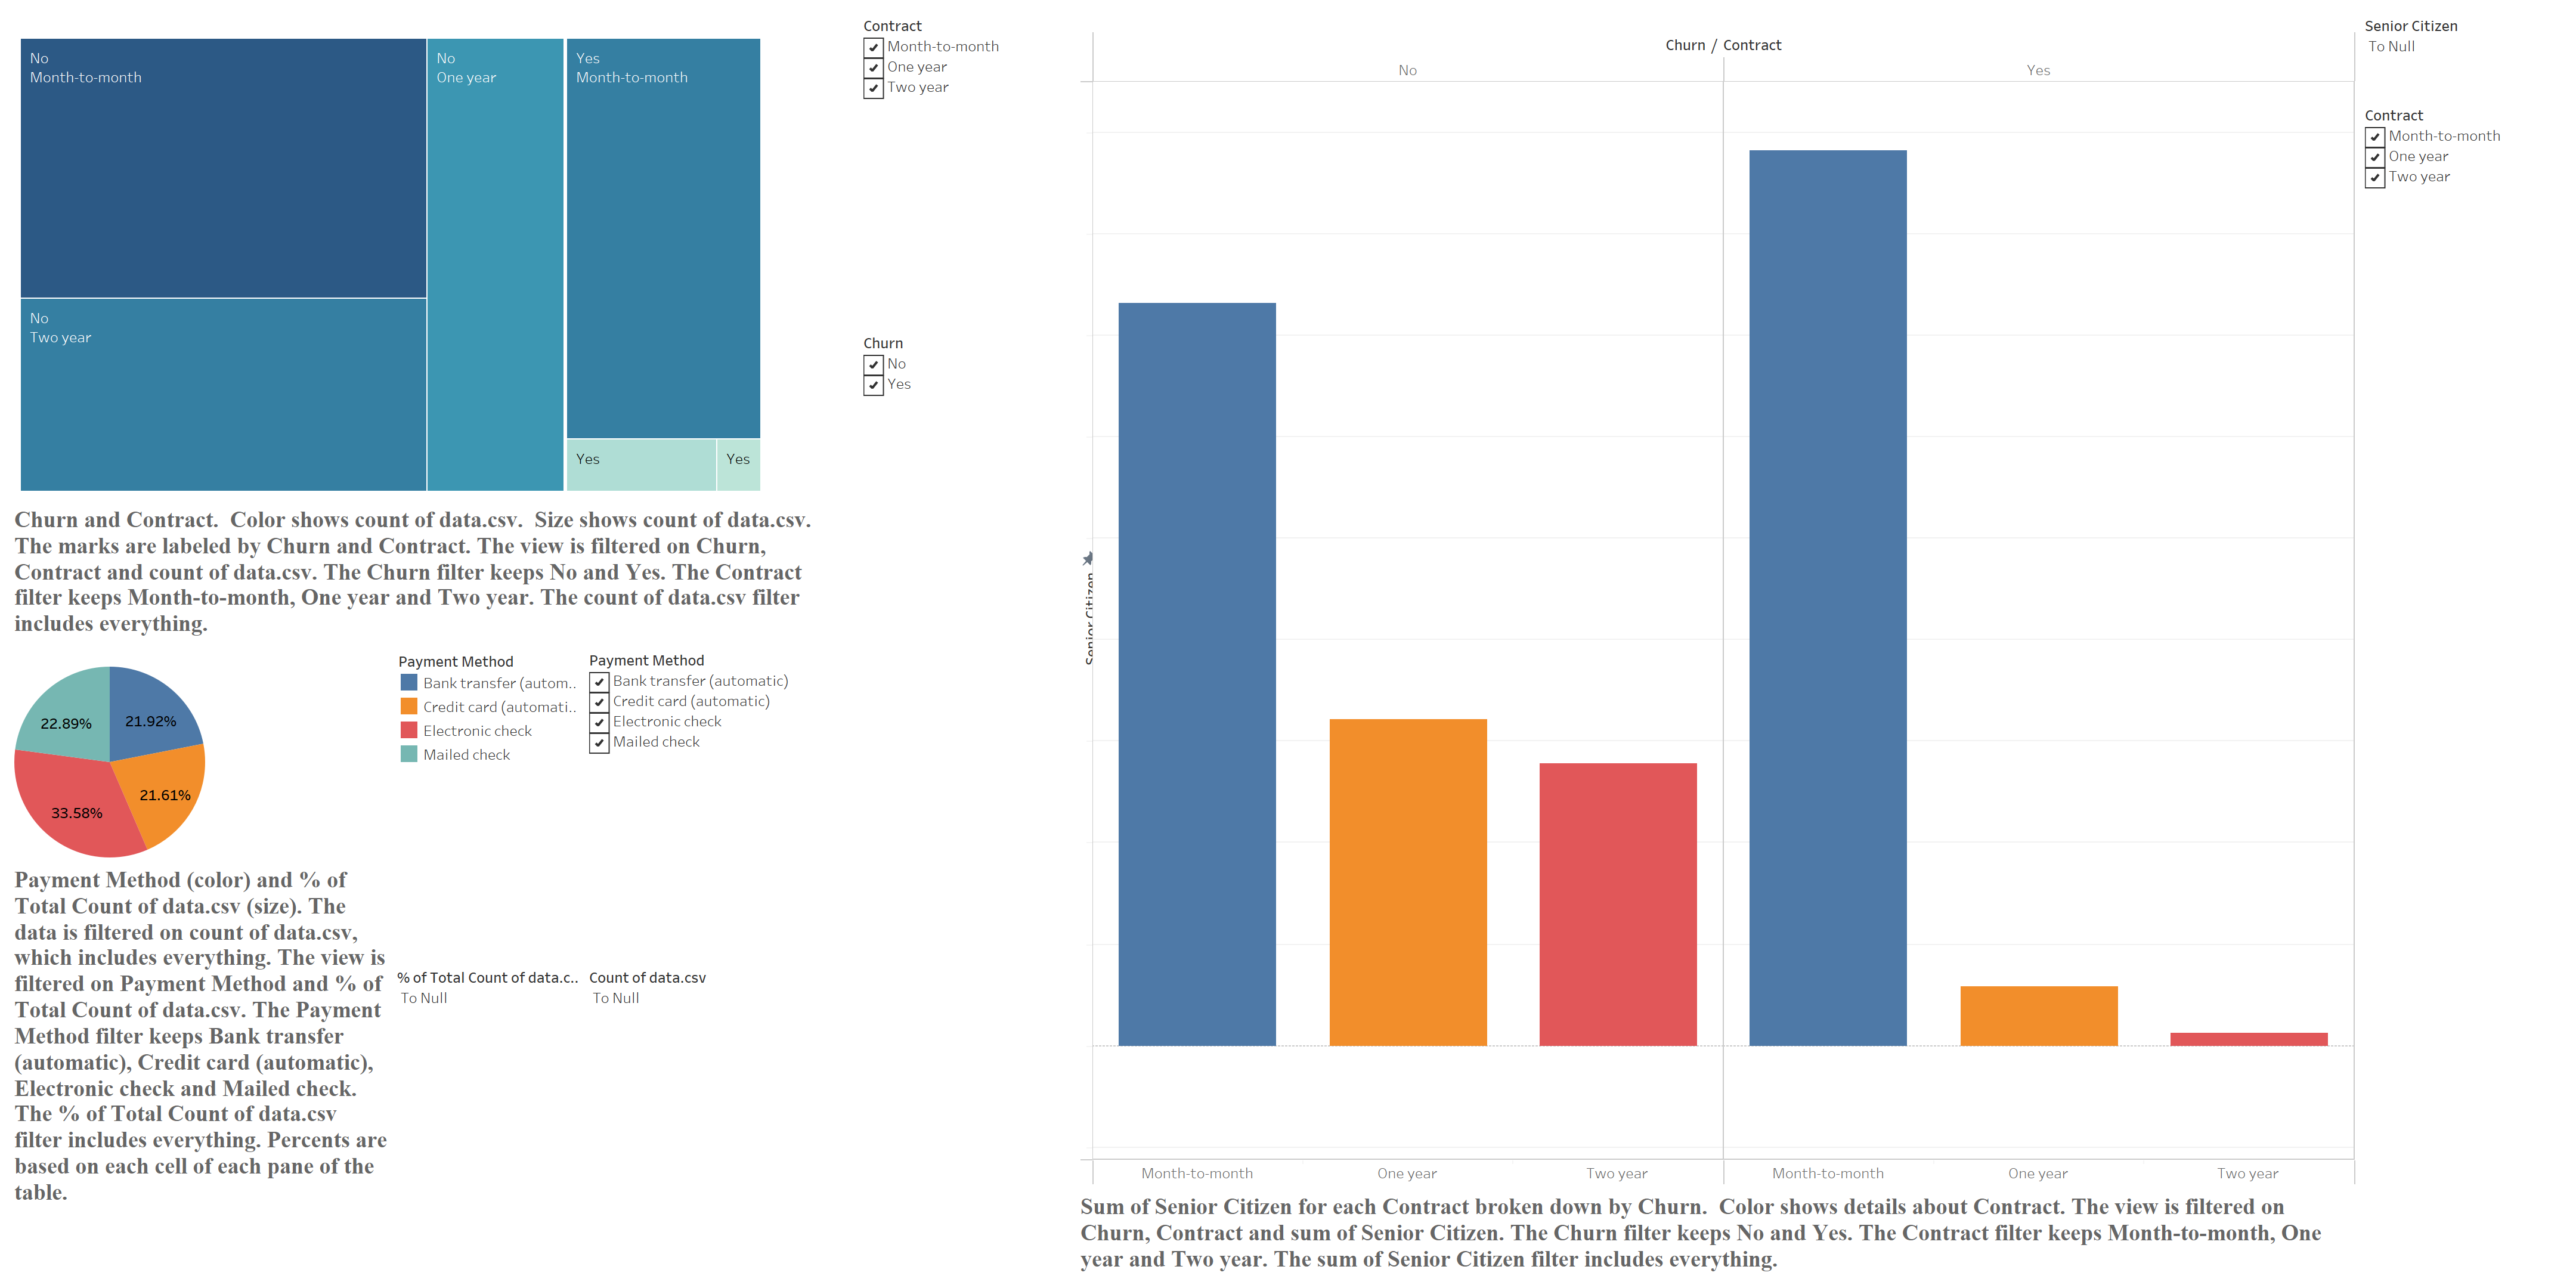 No
Month-to-month
No
One year
Yes
Month-to-month
No
Two year
Yes
Yes
Contract
Month-to-month
One year
Two year
Churn
No
Yes
Churn and Contract.  Color shows count of data.csv.  Size shows count of data.csv.
The marks are labeled by Churn and Contract. The view is filtered on Churn,
Contract and count of data.csv. The Churn filter keeps No and Yes. The Contract
filter keeps Month-to-month, One year and Two year. The count of data.csv filter
includes everything.
22.89%
21.92%
21.61%
33.58%
Payment Method
Bank transfer (autom..
Credit card (automati..
Electronic check
Mailed check
Payment Method
Bank transfer (automatic)
Credit card (automatic)
Electronic check
Mailed check
Payment Method (color) and % of
Total Count of data.csv (size). The
data is filtered on count of data.csv,
which includes everything. The view is
filtered on Payment Method and % of
Total Count of data.csv. The Payment
Method filter keeps Bank transfer
(automatic), Credit card (automatic),
Electronic check and Mailed check.
The % of Total Count of data.csv
filter includes everything. Percents are
based on each cell of each pane of the
table.
% of Total Count of data.c..
To Null
Count of data.csv
To Null
Churn / Contract
No
Yes
Senior Citizen
Month-to-month
One year
Two year
Month-to-month
One year
Two year
Senior Citizen
To Null
Contract
Month-to-month
One year
Two year
Sum of Senior Citizen for each Contract broken down by Churn.  Color shows details about Contract. The view is filtered on
Churn, Contract and sum of Senior Citizen. The Churn filter keeps No and Yes. The Contract filter keeps Month-to-month, One
year and Two year. The sum of Senior Citizen filter includes everything.